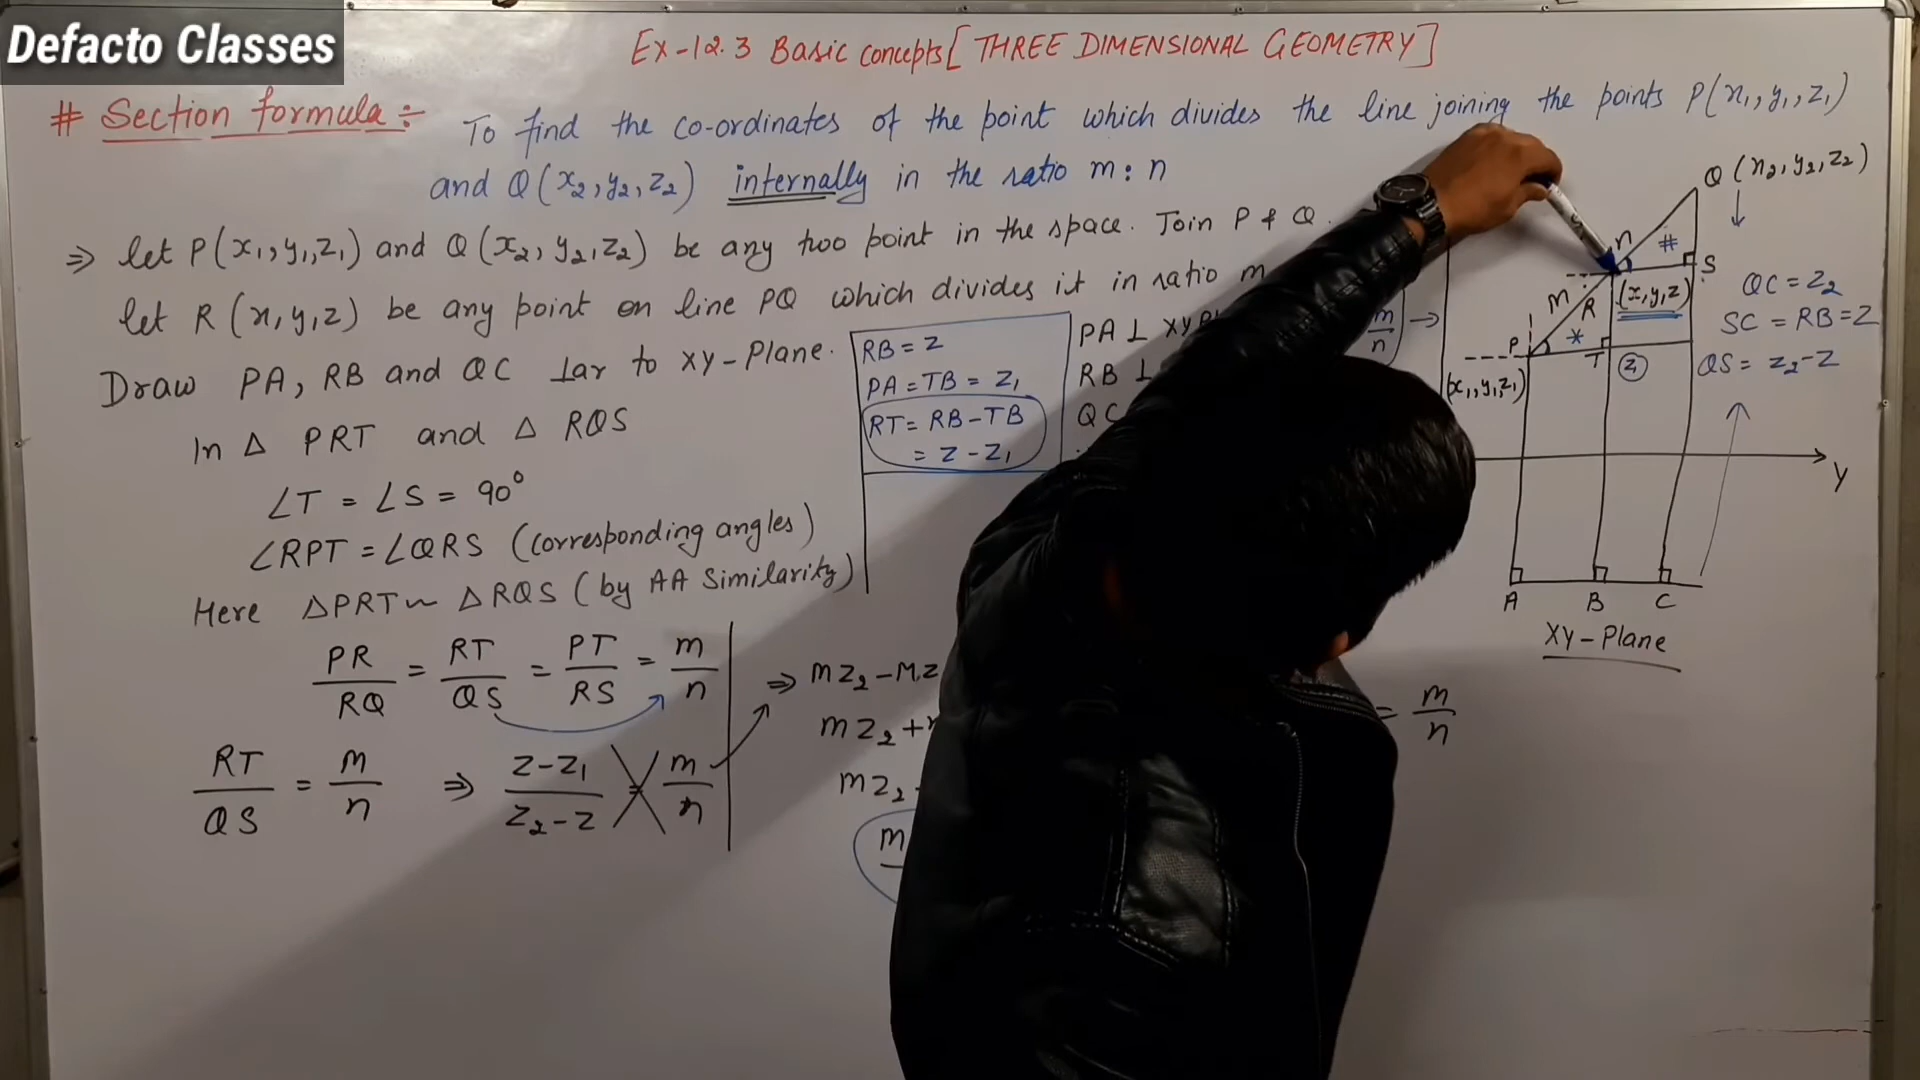 Defacto Classes
Ex-12.3 Basic concepts [THREE DIMENSIONAL GEOMETRY]
# Section formula :-
To find the co-ordinates of the point which divides the line joining the points P(x₁, y₁, z₁)
and Q(x₂, y₂, z₂) internally in the ratio m : n
⇒ let P(x₁, y₁, z₁) and Q(x₂, y₂, z₂) be any two point in the space. Join P & Q.
let R(x, y, z) be any point on line PQ which divides it in ratio m
Draw PA, RB and QC ⊥ar to XY-Plane.
In Δ PRT and Δ RQS
∠T = ∠S = 90°
∠RPT = ∠QRS (corresponding angles)
Here ΔPRT ~ ΔRQS (by AA Similarity)
PR/RQ = RT/QS = PT/RS = m/n
RT/QS = m/n ⇒ z-z₁/z₂-z = m/n
RB = z
PA = TB = z₁
RT = RB - TB
= z - z₁
PA ⊥ XY
RB ⊥
QC
m/n →
⇒ mz₂ - mz
mz₂ +
mz₂
m
= m/n
Q (x₂, y₂, z₂)
n
#
S
m
R
(x, y, z)
P
*
T
z₁
(x₁, y₁, z₁)
QC = z₂
SC = RB = z
QS = z₂ - z
Y
A B C
XY-Plane